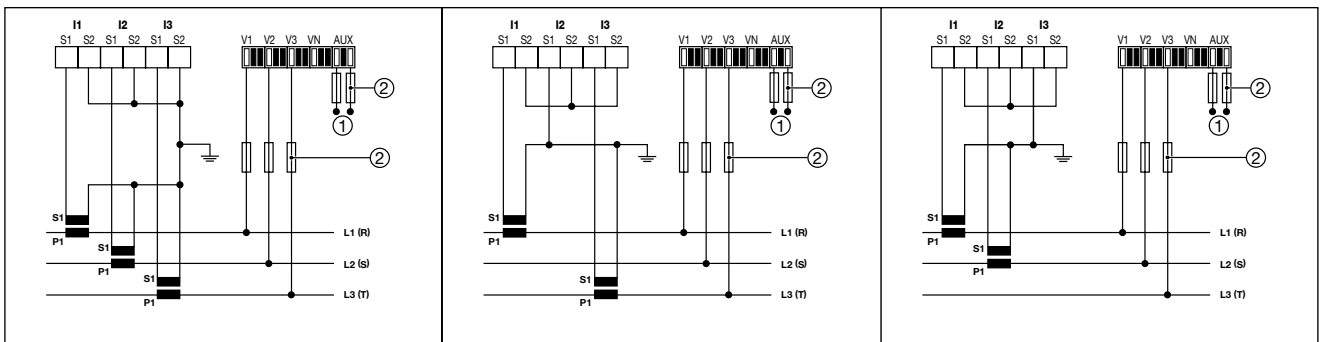 I1 I2 I3
S1 S2 S1 S2 S1 S2 V1 V2 V3 VN AUX
2
1
2
S1
P1
L1 (R)
S1
P1
L2 (S)
S1
P1
L3 (T)
I1 I2 I3
S1 S2 S1 S2 S1 S2 V1 V2 V3 VN AUX
2
1
2
S1
P1
L1 (R)
L2 (S)
S1
P1
L3 (T)
I1 I2 I3
S1 S2 S1 S2 S1 S2 V1 V2 V3 VN AUX
2
1
2
S1
P1
L1 (R)
S1
P1
L2 (S)
L3 (T)